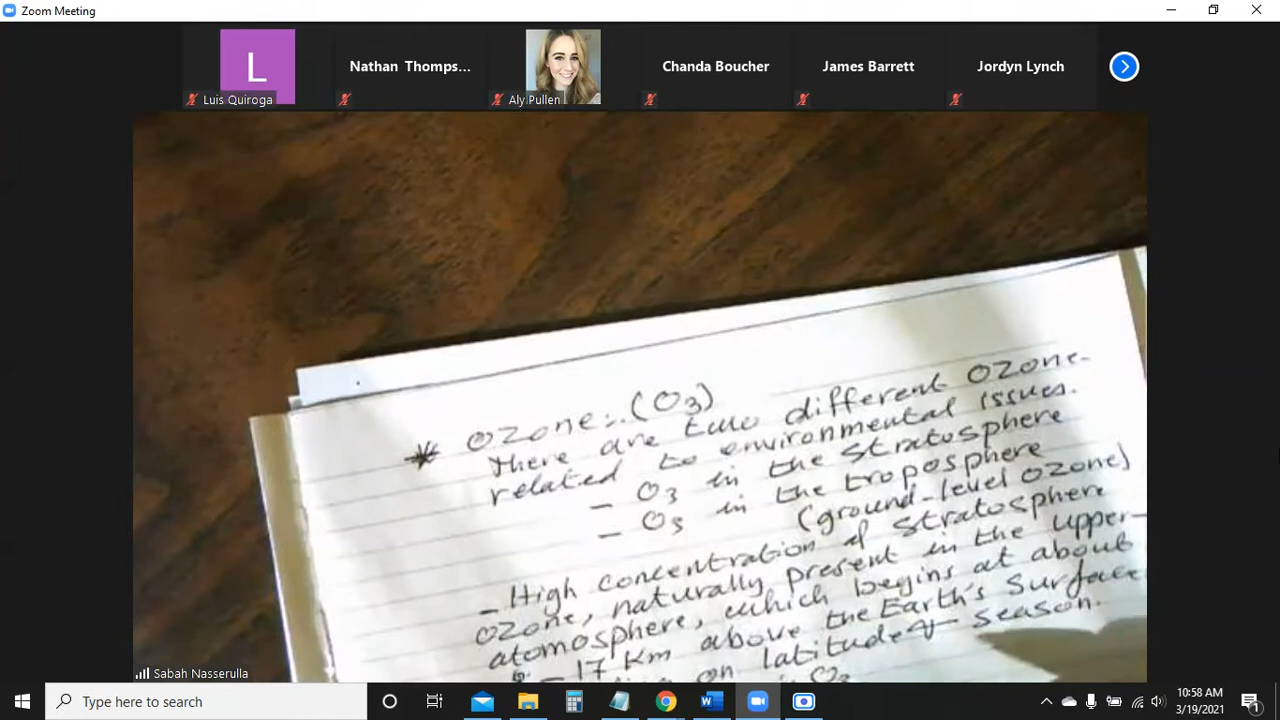 Zoom Meeting
L
Luis Quiroga
Nathan Thomps...
Aly Pullen
Chanda Boucher
James Barrett
Jordyn Lynch
* Ozone:. (O3)
There are two different Ozone-
related to environmental issues.
- O3 in the stratosphere
- O3 in the troposphere
(ground-level Ozone)
- High concentration of stratosphere
Ozone, naturally present in the upper-
atomosphere, which begins at about
- 17 Km above the Earth's Surface
on latitude & season.
O3
Sabah Nasserulla
Type here to search
10:58 AM
3/19/2021
1